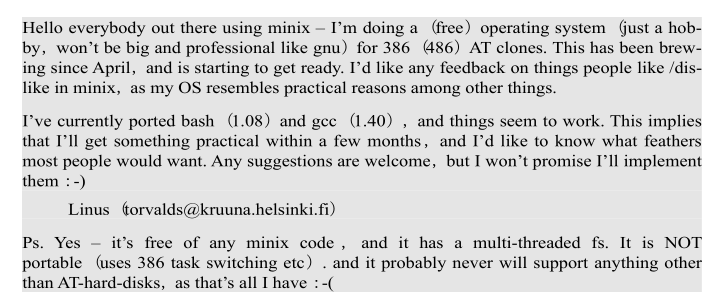 Hello everybody out there using minix – I’m doing a （free） operating system （just a hob-
by，won’t be big and professional like gnu）for 386 （486） AT clones. This has been brew-
ing since April，and is starting to get ready. I’d like any feedback on things people like /dis-
like in minix，as my OS resembles practical reasons among other things.
I’ve currently ported bash （1.08）and gcc （1.40），and things seem to work. This implies
that I’ll get something practical within a few months，and I’d like to know what feathers
most people would want. Any suggestions are welcome，but I won’t promise I’ll implement
them：-)
Linus （torvalds@kruuna.helsinki.fi）
Ps. Yes – it’s free of any minix code，and it has a multi-threaded fs. It is NOT
portable （uses 386 task switching etc）. and it probably never will support anything other
than AT-hard-disks，as that’s all I have：-(